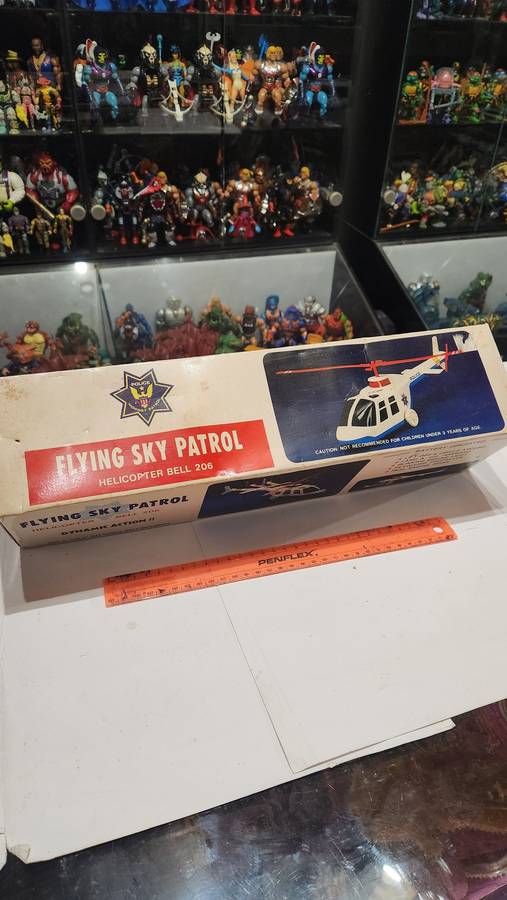 POLICE
FLYING SKY PATROL
HELICOPTER BELL 206
CAUTION: NOT RECOMMENDED FOR CHILDREN UNDER 3 YEARS OF AGE.
FLYING SKY PATROL
HELICOPTER BELL 206
DYNAMIC ACTION !!
PENFLEX